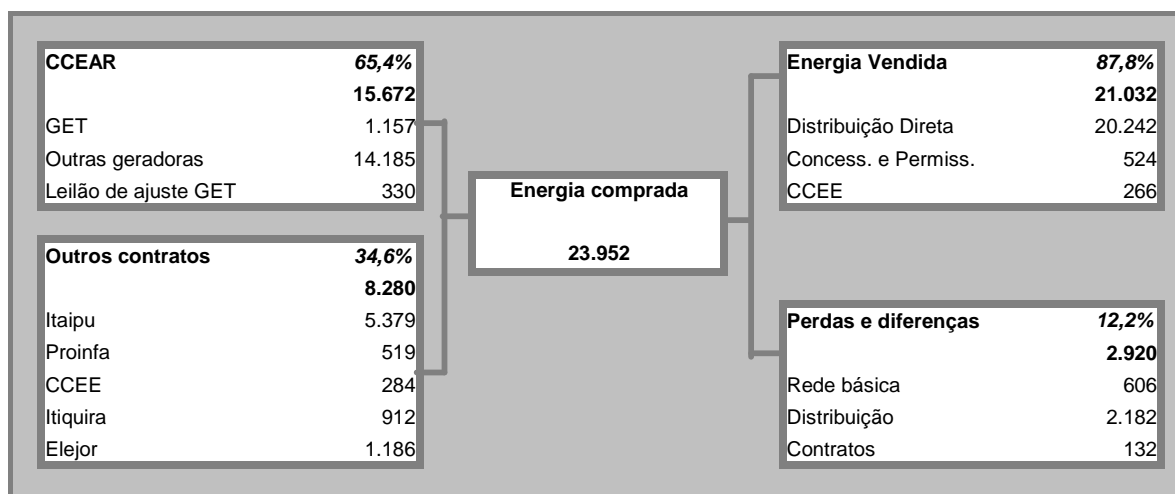 CCEAR 65,4%
15.672
GET 1.157
Outras geradoras 14.185
Leilão de ajuste GET 330
Outros contratos 34,6%
8.280
Itaipu 5.379
Proinfa 519
CCEE 284
Itiquira 912
Elejor 1.186
Energia comprada
23.952
Energia Vendida 87,8%
21.032
Distribuição Direta 20.242
Concess. e Permiss. 524
CCEE 266
Perdas e diferenças 12,2%
2.920
Rede básica 606
Distribuição 2.182
Contratos 132